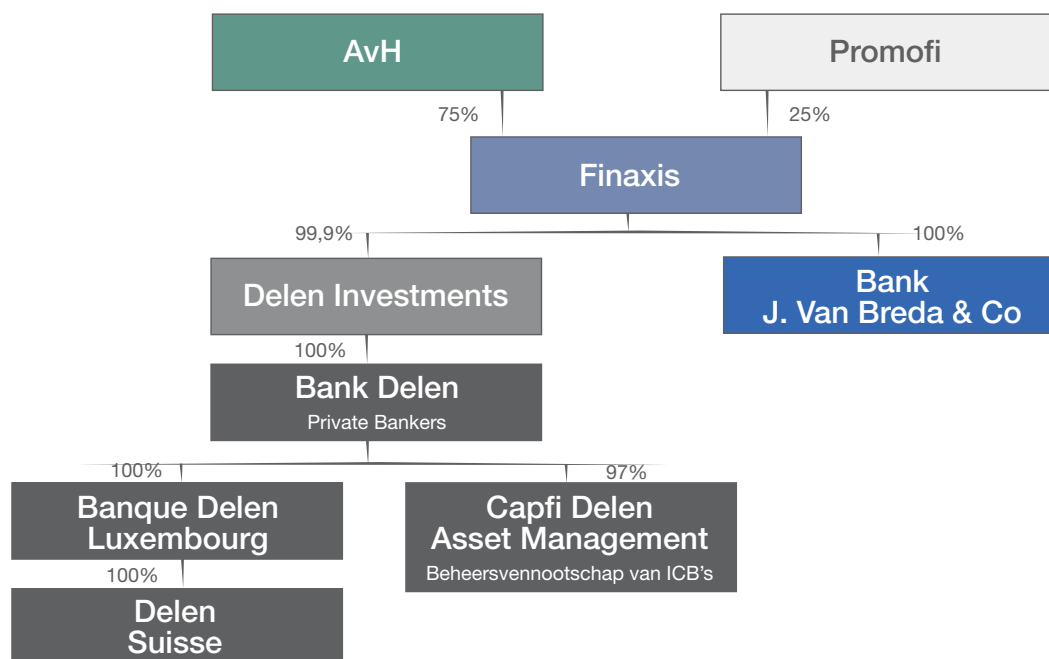 AvH
Promofi
75%
25%
Finaxis
99,9%
100%
Delen Investments
Bank
J. Van Breda & Co
100%
Bank Delen
Private Bankers
100%
97%
Banque Delen
Luxembourg
Capfi Delen
Asset Management
Beheersvennootschap van ICB's
100%
Delen
Suisse